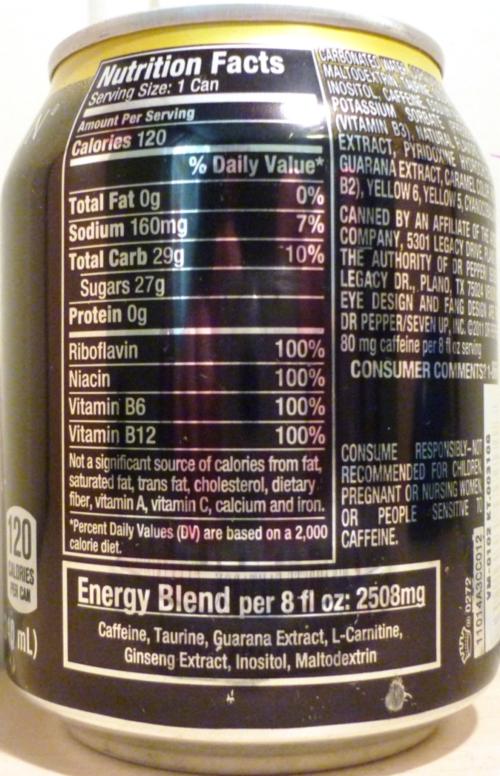 Nutrition Facts
Serving Size: 1 Can
Amount Per Serving
Calories 120
% Daily Value*
Total Fat 0g 0%
Sodium 160mg 7%
Total Carb 29g 10%
Sugars 27g
Protein 0g
Riboflavin 100%
Niacin 100%
Vitamin B6 100%
Vitamin B12 100%
Not a significant source of calories from fat,
saturated fat, trans fat, cholesterol, dietary
fiber, vitamin A, vitamin C, calcium and iron.
*Percent Daily Values (DV) are based on a 2,000
calorie diet.
Energy Blend per 8 fl oz: 2508mg
Caffeine, Taurine, Guarana Extract, L-Carnitine,
Ginseng Extract, Inositol, Maltodextrin
CARBONATED WATER
MALTODEXTRIN,
INOSITOL, CAFFEINE,
POTASSIUM SORBATE
(VITAMIN B3), NATURAL
EXTRACT, PYRIDOXINE
GUARANA EXTRACT, CARAMEL COLOR
B2), YELLOW 6, YELLOW 5,
CANNED BY AN AFFILIATE OF
COMPANY, 5301 LEGACY DRIVE,
THE AUTHORITY OF DR PEPPER
LEGACY DR., PLANO, TX 75024
EYE DESIGN AND FANG DESIGN
DR PEPPER/SEVEN UP, INC. ©2011
80 mg caffeine per 8 fl oz serving
CONSUMER COMMENTS?
CONSUME RESPONSIBLY-NOT
RECOMMENDED FOR CHILDREN
PREGNANT OR NURSING WOMEN
OR PEOPLE SENSITIVE TO
CAFFEINE.
120
CALORIES
PER CAN
mL)
0272
11014A3CC012